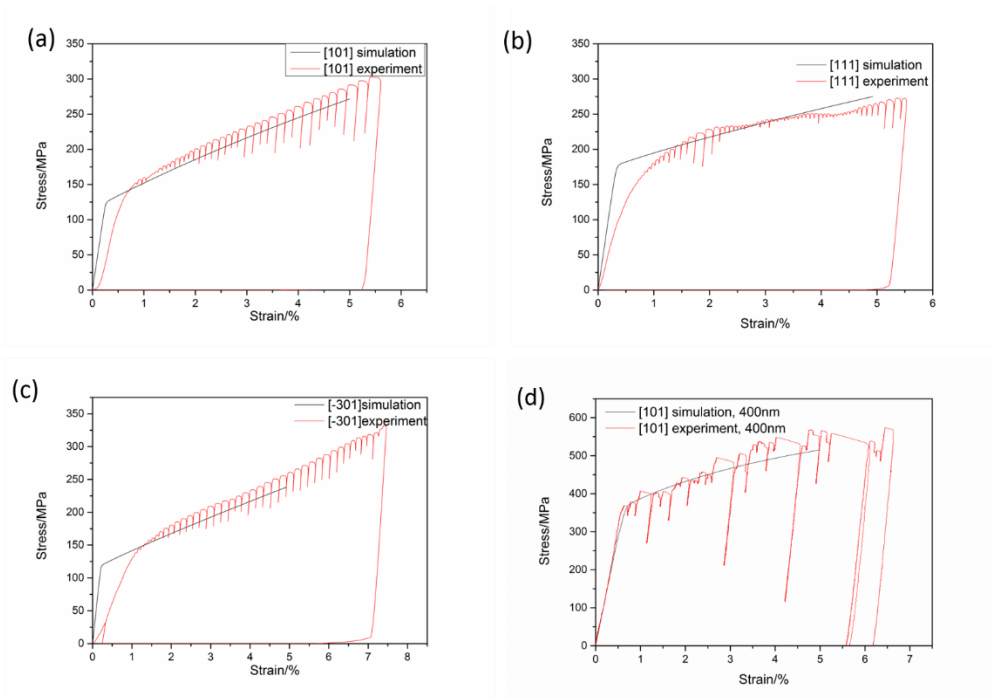 (a)
[101] simulation
[101] experiment
350
300
250
200
150
100
50
0
Stress/MPa
0 1 2 3 4 5 6
Strain/%
(b)
[111] simulation
[111] experiment
350
300
250
200
150
100
50
0
Stress/MPa
0 1 2 3 4 5 6
Strain/%
(c)
[-301]simulation
[-301]experiment
350
300
250
200
150
100
50
0
Stress/MPa
0 1 2 3 4 5 6 7 8
Strain/%
(d)
[101] simulation, 400nm
[101] experiment, 400nm
600
500
400
300
200
100
0
Stress/MPa
0 1 2 3 4 5 6 7
Strain/%